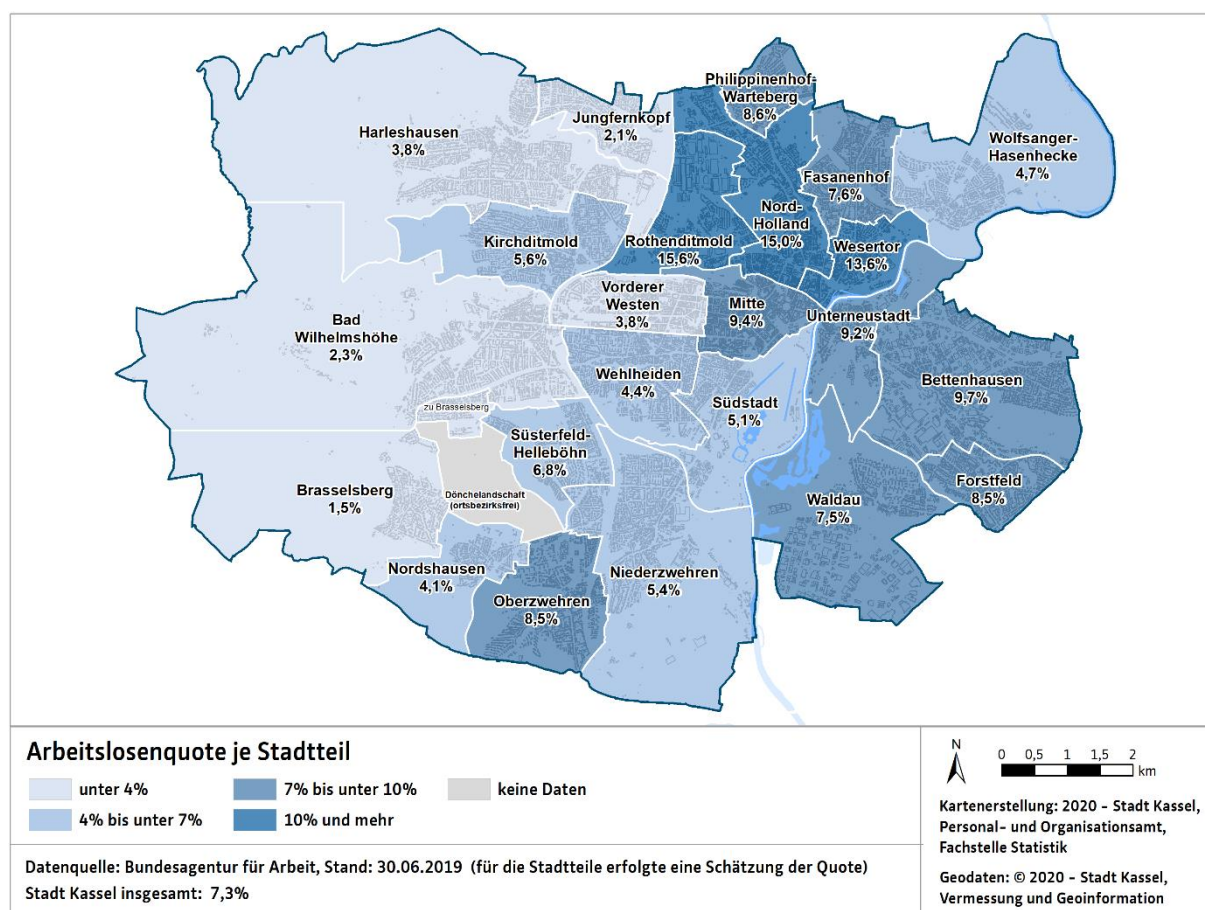 Philippinenhof-
Warteberg
8,6%
Jungfernkopf
2,1%
Harleshausen
3,8%
Wolfsanger-
Hasenhecke
4,7%
Fasanenhof
7,6%
Nord-
Holland
15,0%
Kirchditmold
5,6%
Rothenditmold
15,6%
Wesertor
13,6%
Vorderer
Westen
3,8%
Mitte
9,4%
Unterneustadt
9,2%
Bad
Wilhelmshöhe
2,3%
Wehlheiden
4,4%
Bettenhausen
9,7%
Südstadt
5,1%
zu Brasselsberg
Süsterfeld-
Helleböhn
6,8%
Brasselsberg
1,5%
Dönchelandschaft
(ortsbezirksfrei)
Forstfeld
8,5%
Waldau
7,5%
Nordshausen
4,1%
Niederzwehren
5,4%
Oberzwehren
8,5%
Arbeitslosenquote je Stadtteil
unter 4%
7% bis unter 10%
keine Daten
4% bis unter 7%
10% und mehr
Datenquelle: Bundesagentur für Arbeit, Stand: 30.06.2019 (für die Stadtteile erfolgte eine Schätzung der Quote)
Stadt Kassel insgesamt: 7,3%
N
0 0,5 1 1,5 2
km
Kartenerstellung: 2020 - Stadt Kassel,
Personal- und Organisationsamt,
Fachstelle Statistik
Geodaten: © 2020 - Stadt Kassel,
Vermessung und Geoinformation